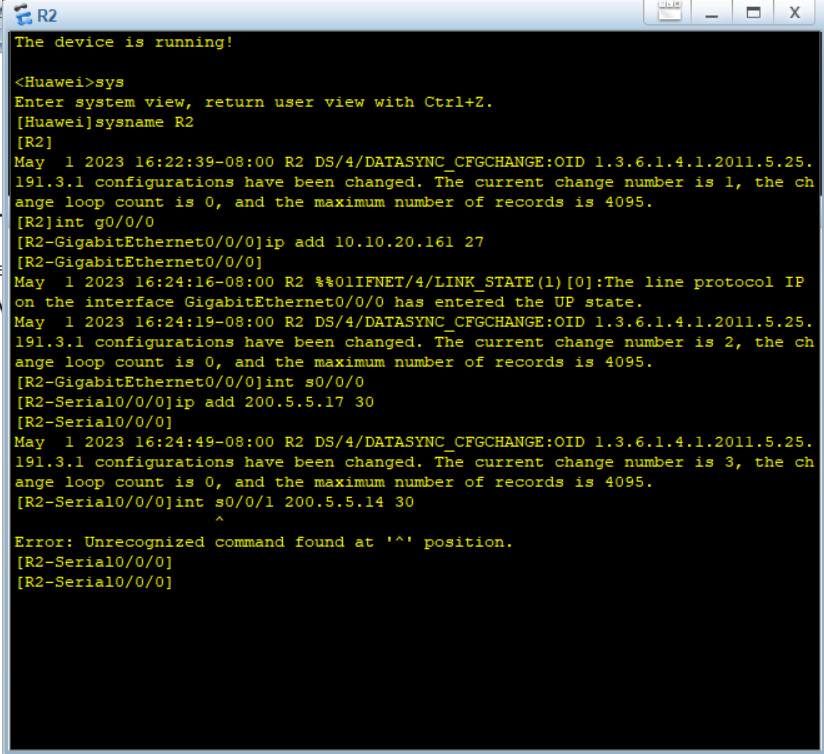 R2
The device is running!
<Huawei>sys
Enter system view, return user view with Ctrl+Z.
[Huawei]sysname R2
[R2]
May  1 2023 16:22:39-08:00 R2 DS/4/DATASYNC_CFGCHANGE:OID 1.3.6.1.4.1.2011.5.25.
191.3.1 configurations have been changed. The current change number is 1, the ch
ange loop count is 0, and the maximum number of records is 4095.
[R2]int g0/0/0
[R2-GigabitEthernet0/0/0]ip add 10.10.20.161 27
[R2-GigabitEthernet0/0/0]
May  1 2023 16:24:16-08:00 R2 %%01IFNET/4/LINK_STATE(l)[0]:The line protocol IP
on the interface GigabitEthernet0/0/0 has entered the UP state.
May  1 2023 16:24:19-08:00 R2 DS/4/DATASYNC_CFGCHANGE:OID 1.3.6.1.4.1.2011.5.25.
191.3.1 configurations have been changed. The current change number is 2, the ch
ange loop count is 0, and the maximum number of records is 4095.
[R2-GigabitEthernet0/0/0]int s0/0/0
[R2-Serial0/0/0]ip add 200.5.5.17 30
[R2-Serial0/0/0]
May  1 2023 16:24:49-08:00 R2 DS/4/DATASYNC_CFGCHANGE:OID 1.3.6.1.4.1.2011.5.25.
191.3.1 configurations have been changed. The current change number is 3, the ch
ange loop count is 0, and the maximum number of records is 4095.
[R2-Serial0/0/0]int s0/0/1 200.5.5.14 30
^
Error: Unrecognized command found at '^' position.
[R2-Serial0/0/0]
[R2-Serial0/0/0]